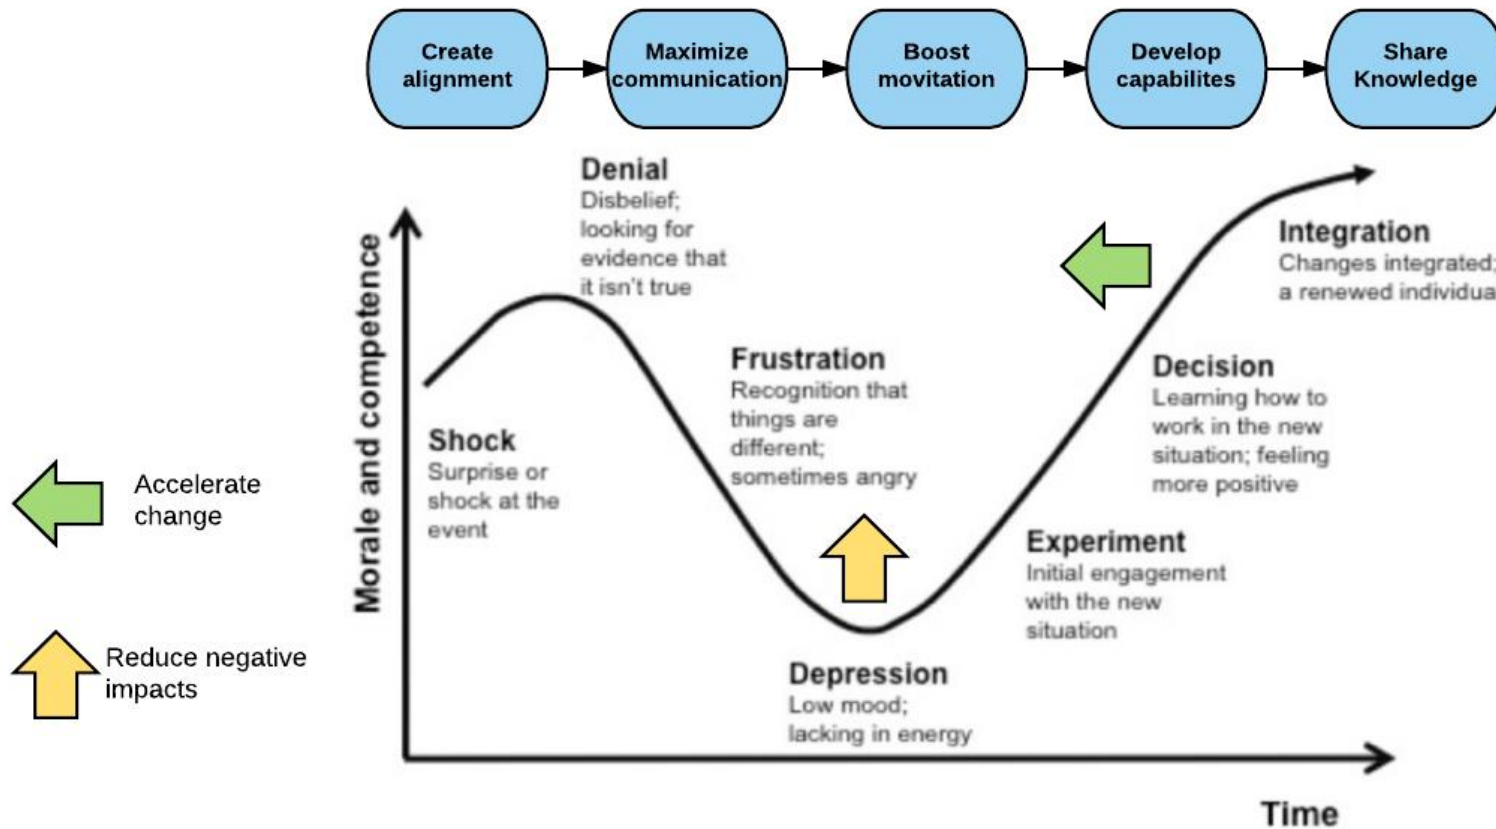 Create
alignment
Maximize
communication
Boost
movitation
Develop
capabilites
Share
Knowledge
Denial
Disbelief;
looking for
evidence that
it isn't true
Integration
Changes integrated;
a renewed individua
Morale and competence
Frustration
Recognition that
things are
different;
sometimes angry
Decision
Learning how to
work in the new
situation; feeling
more positive
Shock
Surprise or
shock at the
event
Accelerate
change
Experiment
Initial engagement
with the new
situation
Reduce negative
impacts
Depression
Low mood;
lacking in energy
Time